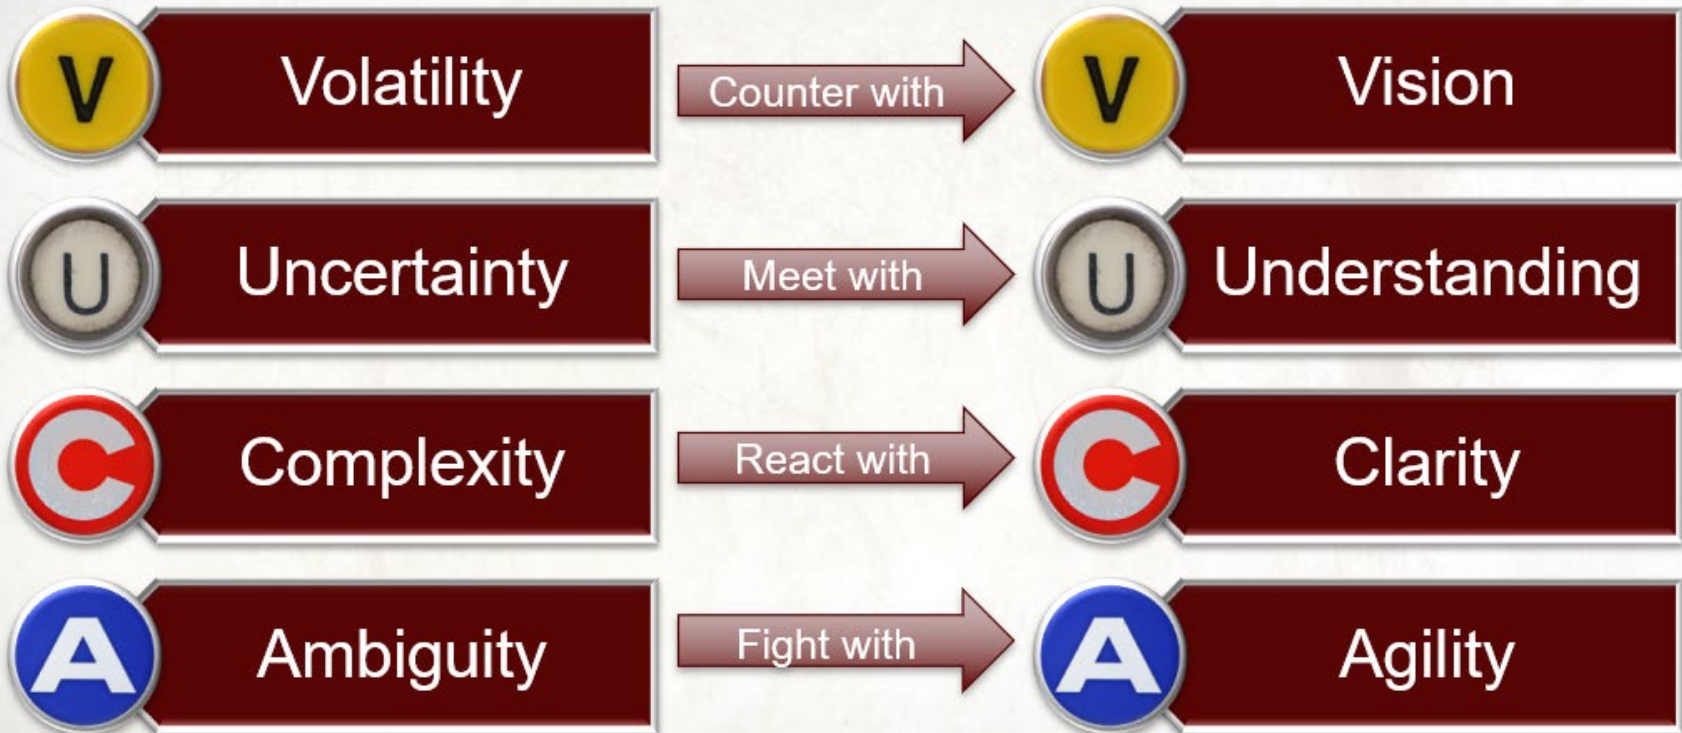 V Volatility Counter with V Vision
U Uncertainty Meet with U Understanding
C Complexity React with C Clarity
A Ambiguity Fight with A Agility